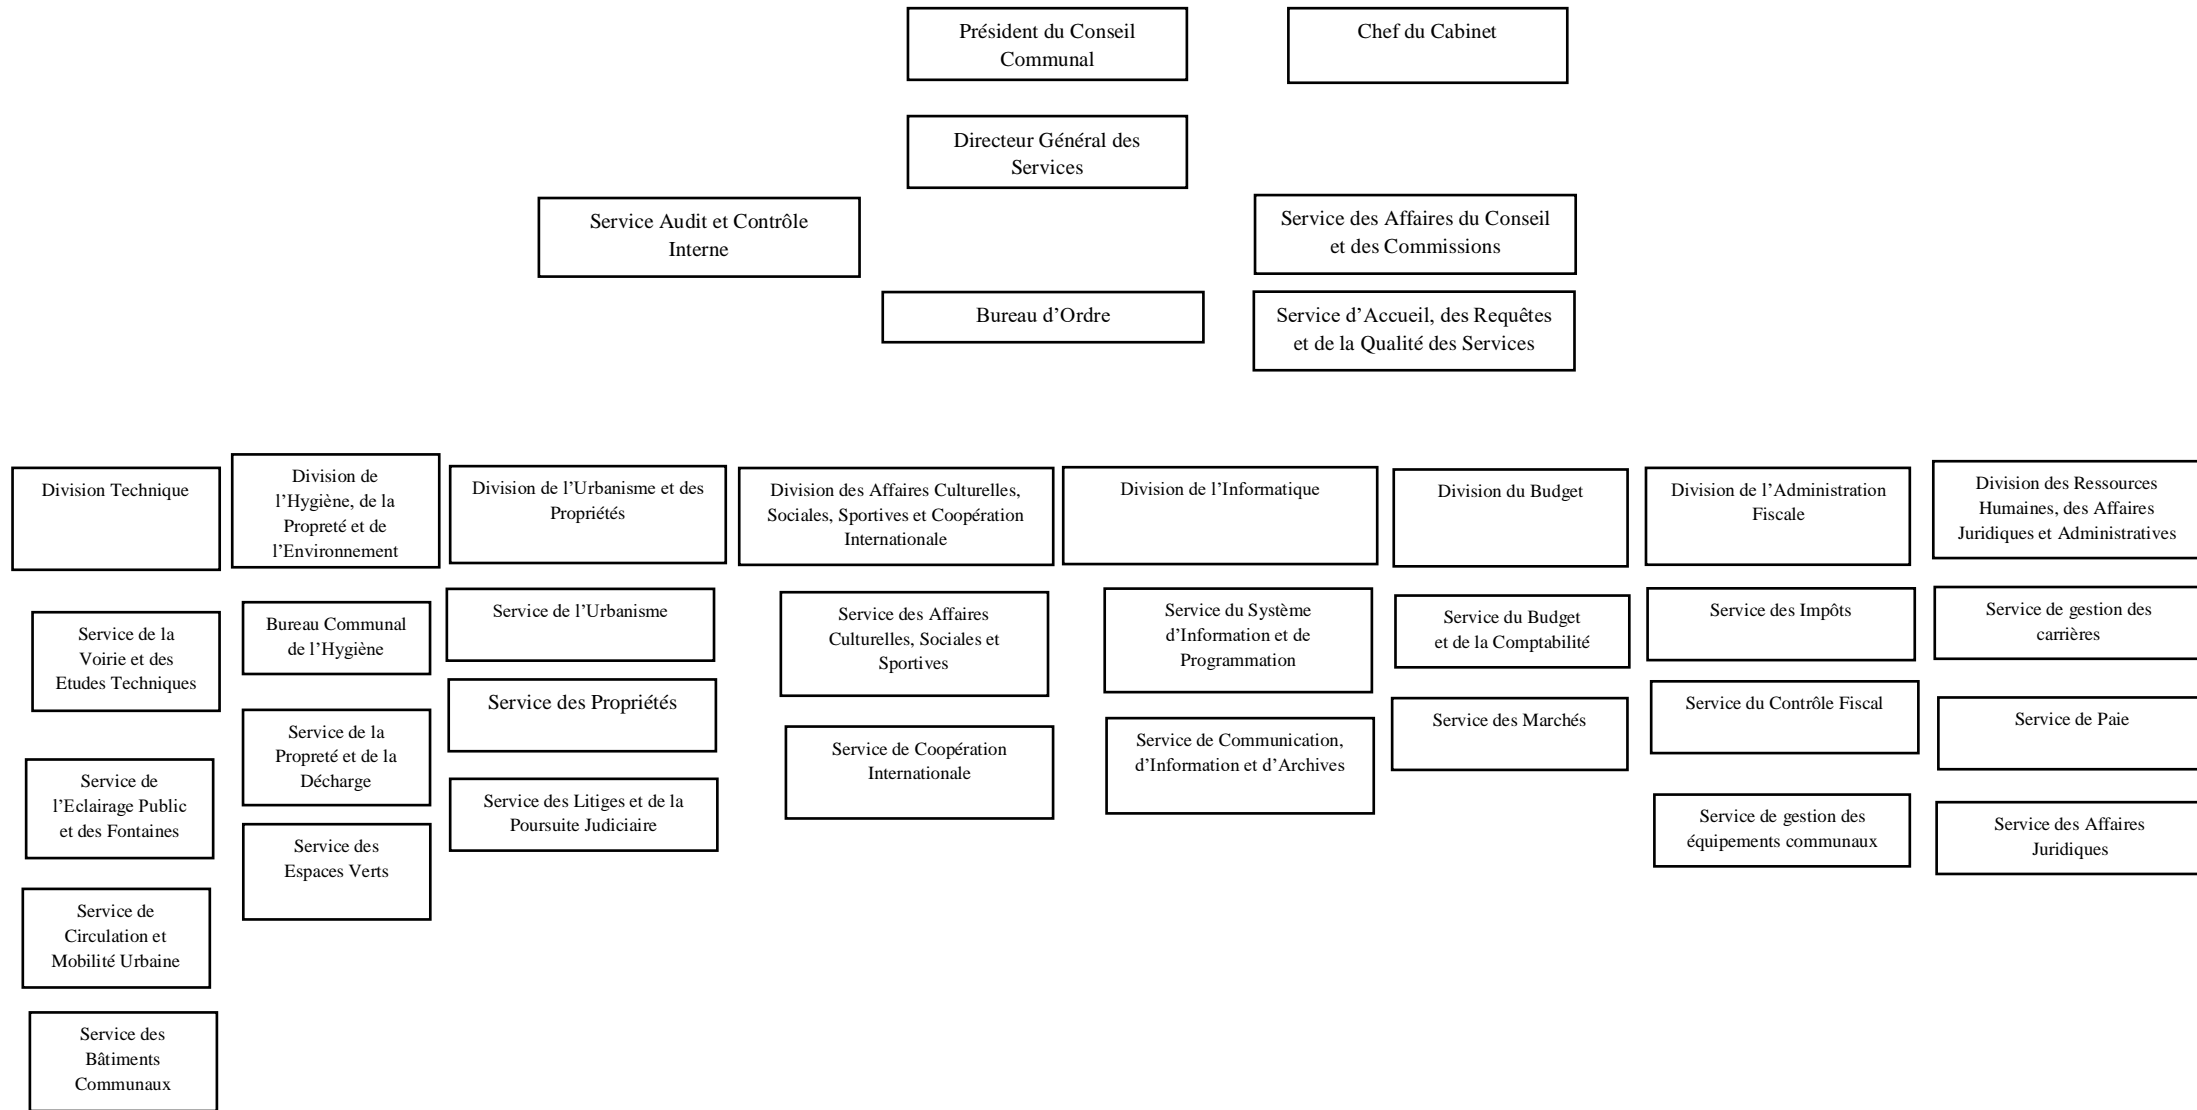 Président du Conseil
Communal
Chef du Cabinet
Directeur Général des
Services
Service Audit et Contrôle
Interne
Service des Affaires du Conseil
et des Commissions
Bureau d’Ordre
Service d’Accueil, des Requêtes
et de la Qualité des Services
Division Technique
Division de
l’Hygiène, de la
Propreté et de
l’Environnement
Division de l’Urbanisme et des
Propriétés
Division des Affaires Culturelles,
Sociales, Sportives et Coopération
Internationale
Division de l’Informatique
Division du Budget
Division de l’Administration
Fiscale
Division des Ressources
Humaines, des Affaires
Juridiques et Administratives
Service de la
Voirie et des
Etudes Techniques
Service de
l’Eclairage Public
et des Fontaines
Service de
Circulation et
Mobilité Urbaine
Service des
Bâtiments
Communaux
Bureau Communal
de l’Hygiène
Service de la
Propreté et de la
Décharge
Service des
Espaces Verts
Service de l’Urbanisme
Service des Propriétés
Service des Litiges et de la
Poursuite Judiciaire
Service des Affaires
Culturelles, Sociales et
Sportives
Service de Coopération
Internationale
Service du Système
d’Information et de
Programmation
Service de Communication,
d’Information et d’Archives
Service du Budget
et de la Comptabilité
Service des Marchés
Service des Impôts
Service du Contrôle Fiscal
Service de gestion des
équipements communaux
Service de gestion des
carrières
Service de Paie
Service des Affaires
Juridiques